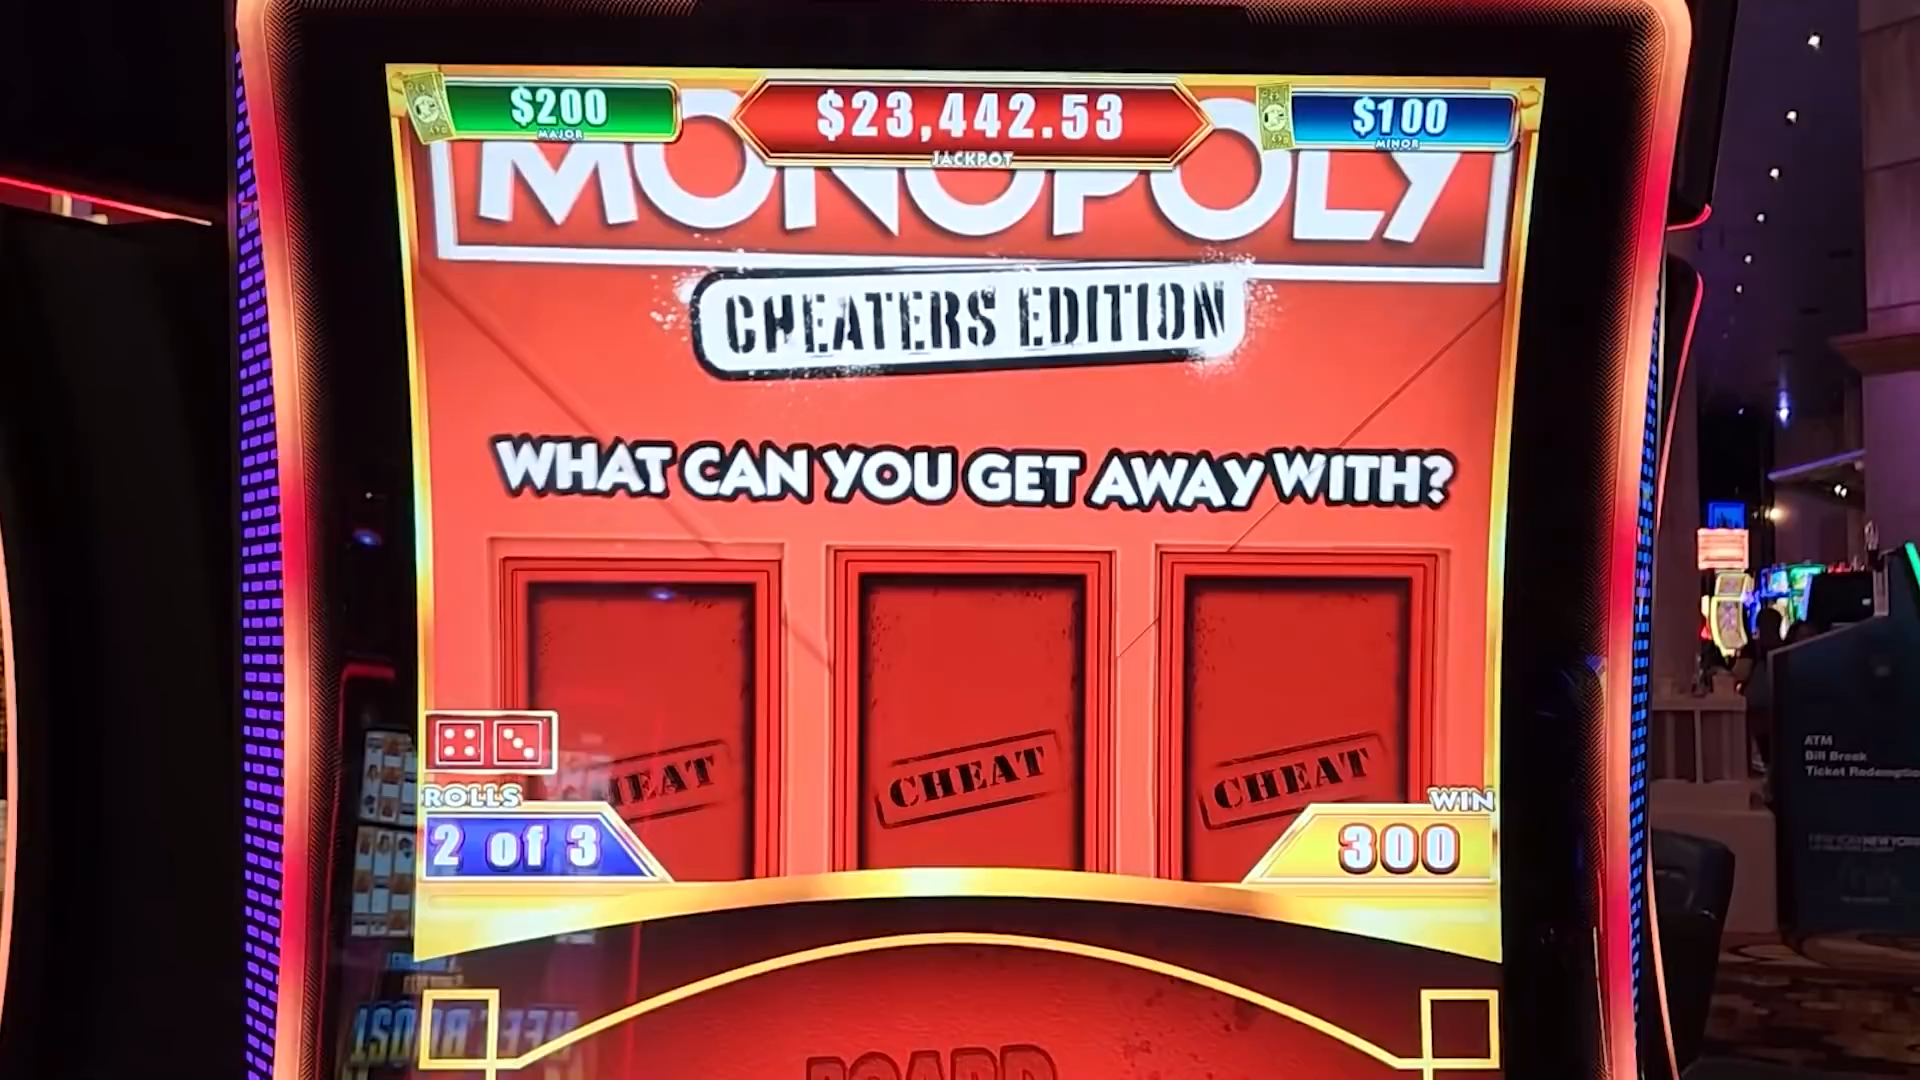 $200
MAJOR
$23,442.53
JACKPOT
$100
MINOR
MONOPOLY
CHEATERS EDITION
WHAT CAN YOU GET AWAY WITH?
CHEAT
CHEAT
ROLLS
2 of 3
WIN
300
BOARD
ATM
Bill Break
Ticket Redemption